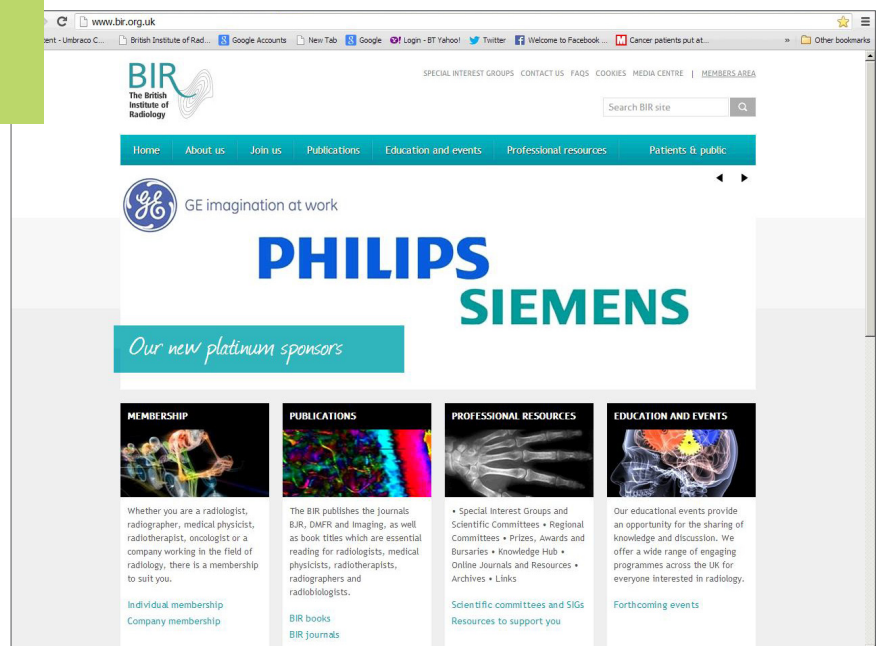 www.bir.org.uk
ent - Umbraco C... British Institute of Rad... Google Accounts New Tab Google Login - BT Yahoo! Twitter Welcome to Facebook ... Cancer patients put at... » Other bookmarks
BIR
The British
Institute of
Radiology
SPECIAL INTEREST GROUPS CONTACT US FAQS COOKIES MEDIA CENTRE | MEMBERS AREA
Search BIR site
Home About us Join us Publications Education and events Professional resources Patients & public
GE imagination at work
PHILIPS
SIEMENS
Our new platinum sponsors
MEMBERSHIP
Whether you are a radiologist,
radiographer, medical physicist,
radiotherapist, oncologist or a
company working in the field of
radiology, there is a membership
to suit you.
Individual membership
Company membership
PUBLICATIONS
The BIR publishes the journals
BJR, DMFR and Imaging, as well
as book titles which are essential
reading for radiologists, medical
physicists, radiotherapists,
radiographers and
radiobiologists.
BIR books
BIR journals
PROFESSIONAL RESOURCES
• Special Interest Groups and
Scientific Committees • Regional
Committees • Prizes, Awards and
Bursaries • Knowledge Hub •
Online Journals and Resources •
Archives • Links
Scientific committees and SIGs
Resources to support you
EDUCATION AND EVENTS
Our educational events provide
an opportunity for the sharing of
knowledge and discussion. We
offer a wide range of engaging
programmes across the UK for
everyone interested in radiology.
Forthcoming events